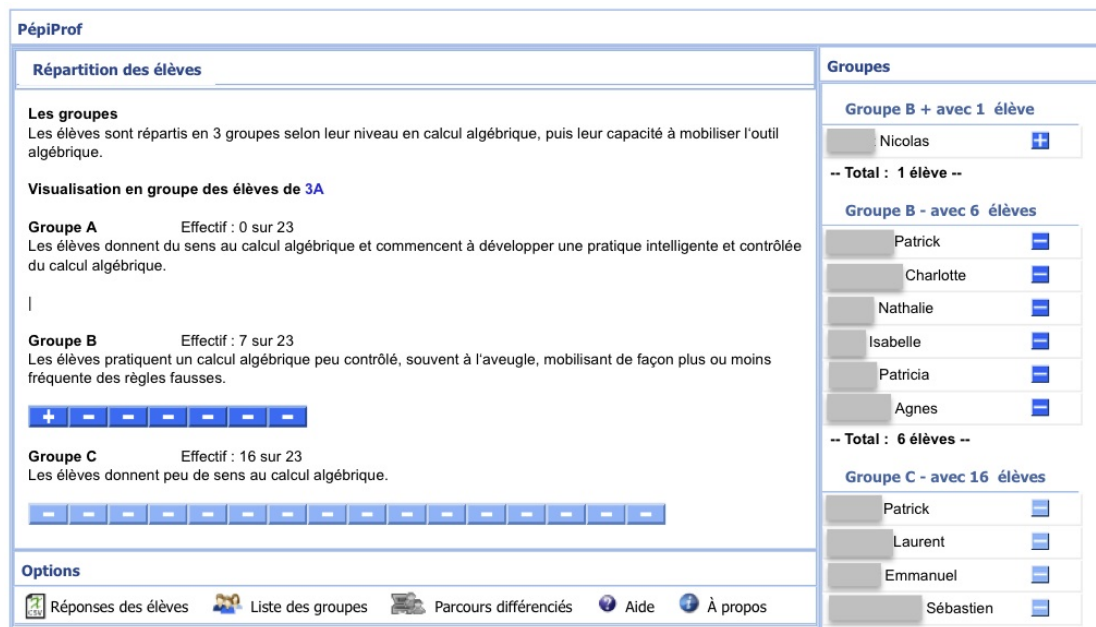 PépiProf
Répartition des élèves
Les groupes
Les élèves sont répartis en 3 groupes selon leur niveau en calcul algébrique, puis leur capacité à mobiliser l'outil
algébrique.
Visualisation en groupe des élèves de 3A
Groupe A Effectif : 0 sur 23
Les élèves donnent du sens au calcul algébrique et commencent à développer une pratique intelligente et contrôlée
du calcul algébrique.
|
Groupe B Effectif : 7 sur 23
Les élèves pratiquent un calcul algébrique peu contrôlé, souvent à l'aveugle, mobilisant de façon plus ou moins
fréquente des règles fausses.
+ - - - - - -
Groupe C Effectif : 16 sur 23
Les élèves donnent peu de sens au calcul algébrique.
- - - - - - - - - - - - - - - -
Options
CSV Réponses des élèves Liste des groupes Parcours différenciés ? Aide À propos
Groupes
Groupe B + avec 1 élève
Nicolas +
-- Total : 1 élève --
Groupe B - avec 6 élèves
Patrick -
Charlotte -
Nathalie -
Isabelle -
Patricia -
Agnes -
-- Total : 6 élèves --
Groupe C - avec 16 élèves
Patrick -
Laurent -
Emmanuel -
Sébastien -